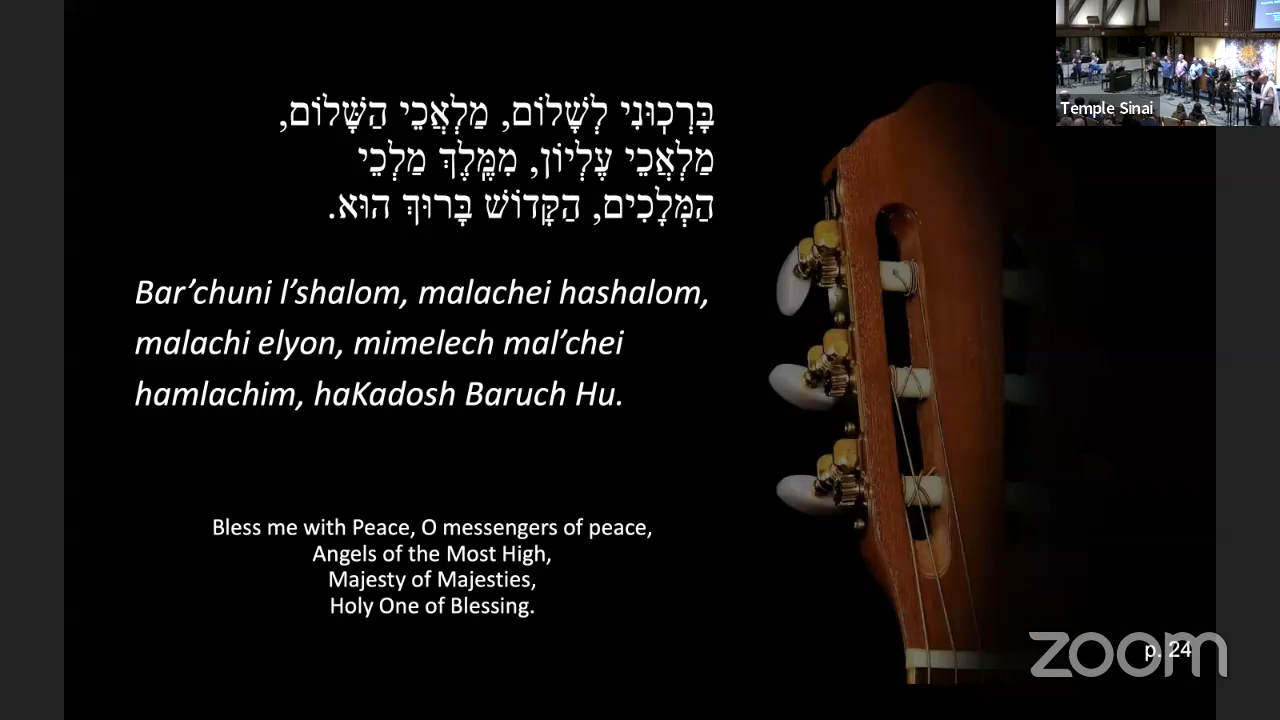 Temple Sinai
בָּרְכֽוּנִי לְשָׁלוֹם, מַלְאֲכֵי הַשָּׁלוֹם,
מַלְאֲכֵי עֶלְיוֹן, מִמֶּֽלֶךְ מַלְכֵי
הַמְּלָכִים, הַקָּדוֹשׁ בָּרוּךְ הוּא.
Bar’chuni l’shalom, malachei hashalom,
malachi elyon, mimelech mal’chei
hamlachim, haKadosh Baruch Hu.
Bless me with Peace, O messengers of peace,
Angels of the Most High,
Majesty of Majesties,
Holy One of Blessing.
p. 24
zoom